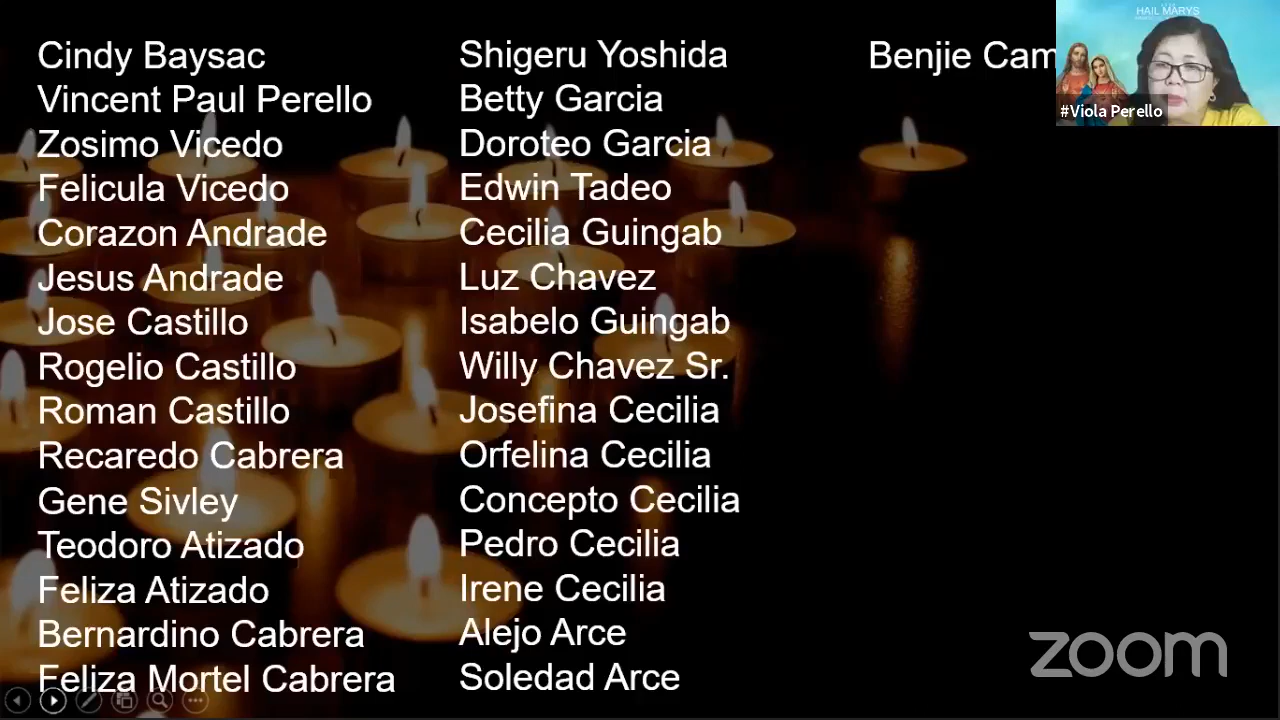 Cindy Baysac
Vincent Paul Perello
Zosimo Vicedo
Felicula Vicedo
Corazon Andrade
Jesus Andrade
Jose Castillo
Rogelio Castillo
Roman Castillo
Recaredo Cabrera
Gene Sivley
Teodoro Atizado
Feliza Atizado
Bernardino Cabrera
Feliza Mortel Cabrera
Shigeru Yoshida
Betty Garcia
Doroteo Garcia
Edwin Tadeo
Cecilia Guingab
Luz Chavez
Isabelo Guingab
Willy Chavez Sr.
Josefina Cecilia
Orfelina Cecilia
Concepto Cecilia
Pedro Cecilia
Irene Cecilia
Alejo Arce
Soledad Arce
Benjie Cam
HAIL MARYS
#Viola Perello
zoom